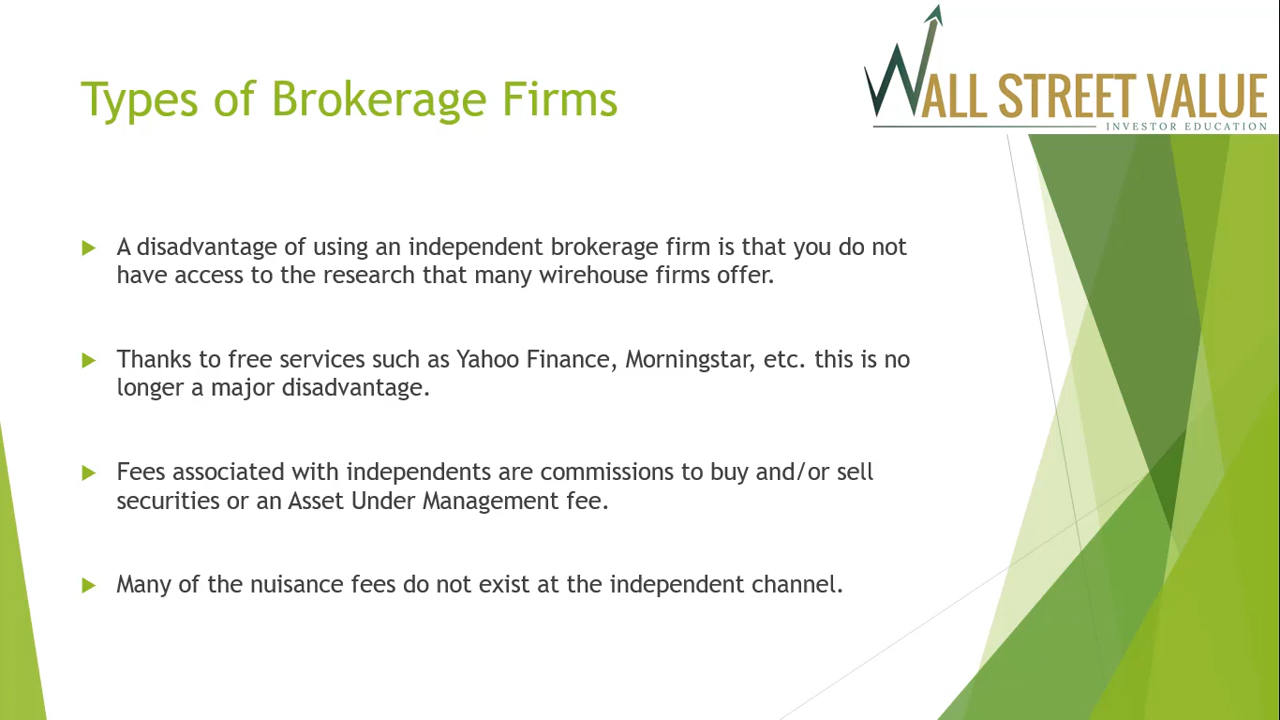 WALL STREET VALUE
INVESTOR EDUCATION
Types of Brokerage Firms
A disadvantage of using an independent brokerage firm is that you do not
have access to the research that many wirehouse firms offer.
Thanks to free services such as Yahoo Finance, Morningstar, etc. this is no
longer a major disadvantage.
Fees associated with independents are commissions to buy and/or sell
securities or an Asset Under Management fee.
Many of the nuisance fees do not exist at the independent channel.